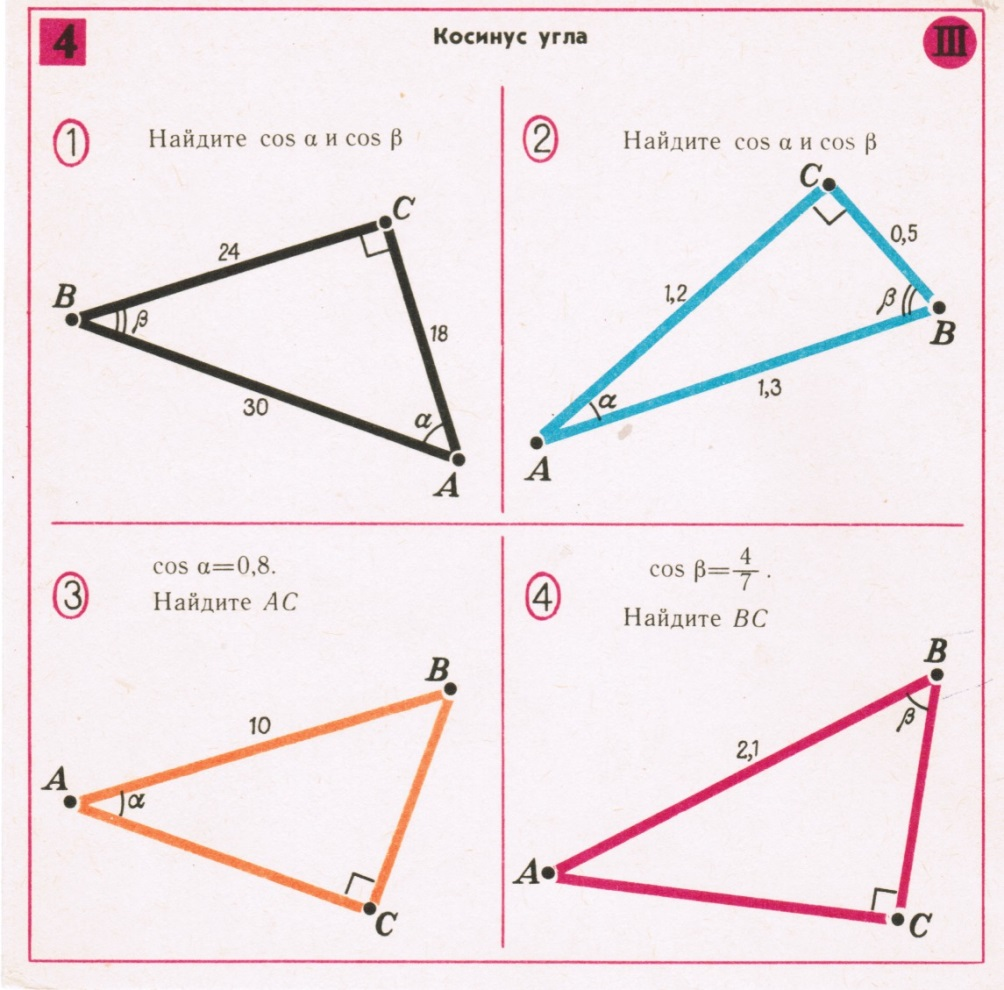 4
Косинус угла
III
1
Найдите cos α и cos β
B
C
A
24
18
30
β
α
2
Найдите cos α и cos β
C
B
A
0,5
1,2
1,3
β
α
3
cos α=0,8.
Найдите AC
B
A
C
10
α
4
cos β=4/7.
Найдите BC
B
A
C
2,1
β